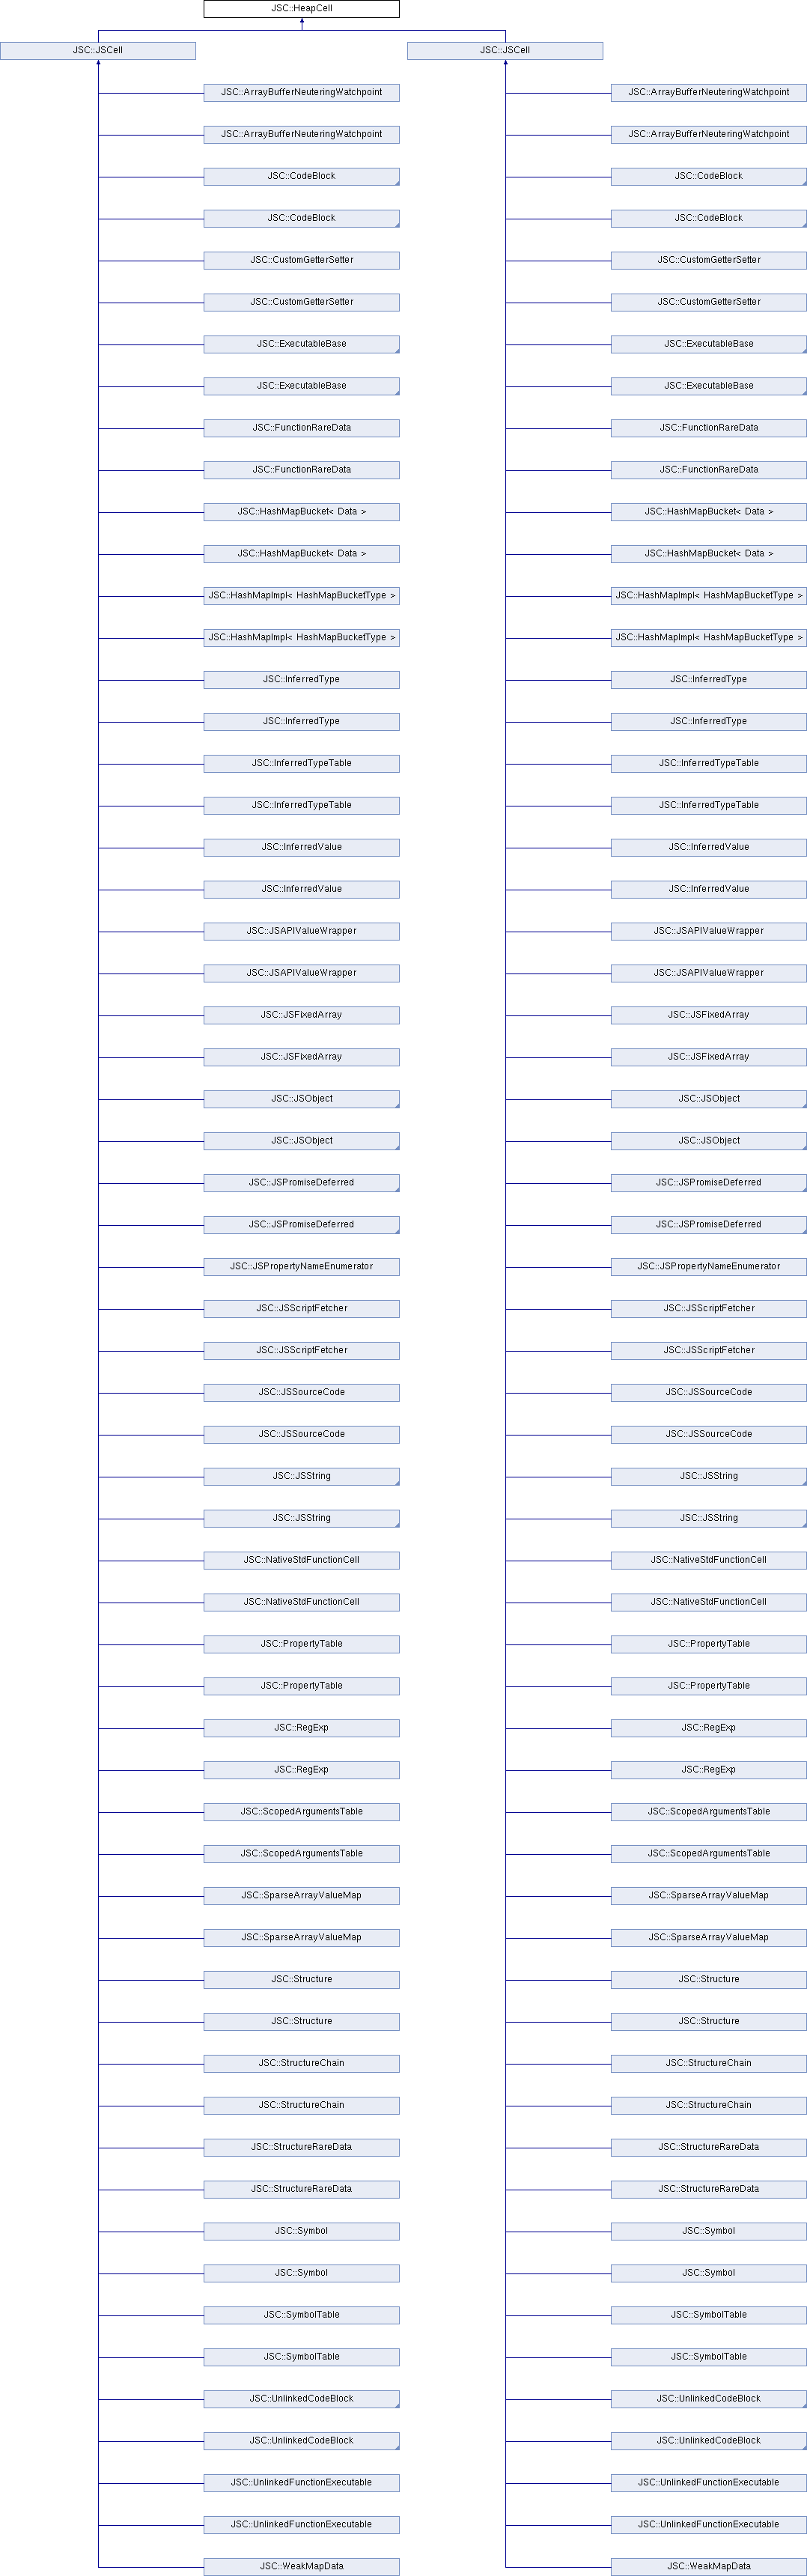 JSC::HeapCell
JSC::JSCell JSC::JSCell
JSC::ArrayBufferNeuteringWatchpoint JSC::ArrayBufferNeuteringWatchpoint
JSC::ArrayBufferNeuteringWatchpoint JSC::ArrayBufferNeuteringWatchpoint
JSC::CodeBlock JSC::CodeBlock
JSC::CodeBlock JSC::CodeBlock
JSC::CustomGetterSetter JSC::CustomGetterSetter
JSC::CustomGetterSetter JSC::CustomGetterSetter
JSC::ExecutableBase JSC::ExecutableBase
JSC::ExecutableBase JSC::ExecutableBase
JSC::FunctionRareData JSC::FunctionRareData
JSC::FunctionRareData JSC::FunctionRareData
JSC::HashMapBucket< Data > JSC::HashMapBucket< Data >
JSC::HashMapBucket< Data > JSC::HashMapBucket< Data >
JSC::HashMapImpl< HashMapBucketType > JSC::HashMapImpl< HashMapBucketType >
JSC::HashMapImpl< HashMapBucketType > JSC::HashMapImpl< HashMapBucketType >
JSC::InferredType JSC::InferredType
JSC::InferredType JSC::InferredType
JSC::InferredTypeTable JSC::InferredTypeTable
JSC::InferredTypeTable JSC::InferredTypeTable
JSC::InferredValue JSC::InferredValue
JSC::InferredValue JSC::InferredValue
JSC::JSAPIValueWrapper JSC::JSAPIValueWrapper
JSC::JSAPIValueWrapper JSC::JSAPIValueWrapper
JSC::JSFixedArray JSC::JSFixedArray
JSC::JSFixedArray JSC::JSFixedArray
JSC::JSObject JSC::JSObject
JSC::JSObject JSC::JSObject
JSC::JSPromiseDeferred JSC::JSPromiseDeferred
JSC::JSPromiseDeferred JSC::JSPromiseDeferred
JSC::JSPropertyNameEnumerator JSC::JSPropertyNameEnumerator
JSC::JSScriptFetcher JSC::JSScriptFetcher
JSC::JSScriptFetcher JSC::JSScriptFetcher
JSC::JSSourceCode JSC::JSSourceCode
JSC::JSSourceCode JSC::JSSourceCode
JSC::JSString JSC::JSString
JSC::JSString JSC::JSString
JSC::NativeStdFunctionCell JSC::NativeStdFunctionCell
JSC::NativeStdFunctionCell JSC::NativeStdFunctionCell
JSC::PropertyTable JSC::PropertyTable
JSC::PropertyTable JSC::PropertyTable
JSC::RegExp JSC::RegExp
JSC::RegExp JSC::RegExp
JSC::ScopedArgumentsTable JSC::ScopedArgumentsTable
JSC::ScopedArgumentsTable JSC::ScopedArgumentsTable
JSC::SparseArrayValueMap JSC::SparseArrayValueMap
JSC::SparseArrayValueMap JSC::SparseArrayValueMap
JSC::Structure JSC::Structure
JSC::Structure JSC::Structure
JSC::StructureChain JSC::StructureChain
JSC::StructureChain JSC::StructureChain
JSC::StructureRareData JSC::StructureRareData
JSC::StructureRareData JSC::StructureRareData
JSC::Symbol JSC::Symbol
JSC::Symbol JSC::Symbol
JSC::SymbolTable JSC::SymbolTable
JSC::SymbolTable JSC::SymbolTable
JSC::UnlinkedCodeBlock JSC::UnlinkedCodeBlock
JSC::UnlinkedCodeBlock JSC::UnlinkedCodeBlock
JSC::UnlinkedFunctionExecutable JSC::UnlinkedFunctionExecutable
JSC::UnlinkedFunctionExecutable JSC::UnlinkedFunctionExecutable
JSC::WeakMapData JSC::WeakMapData